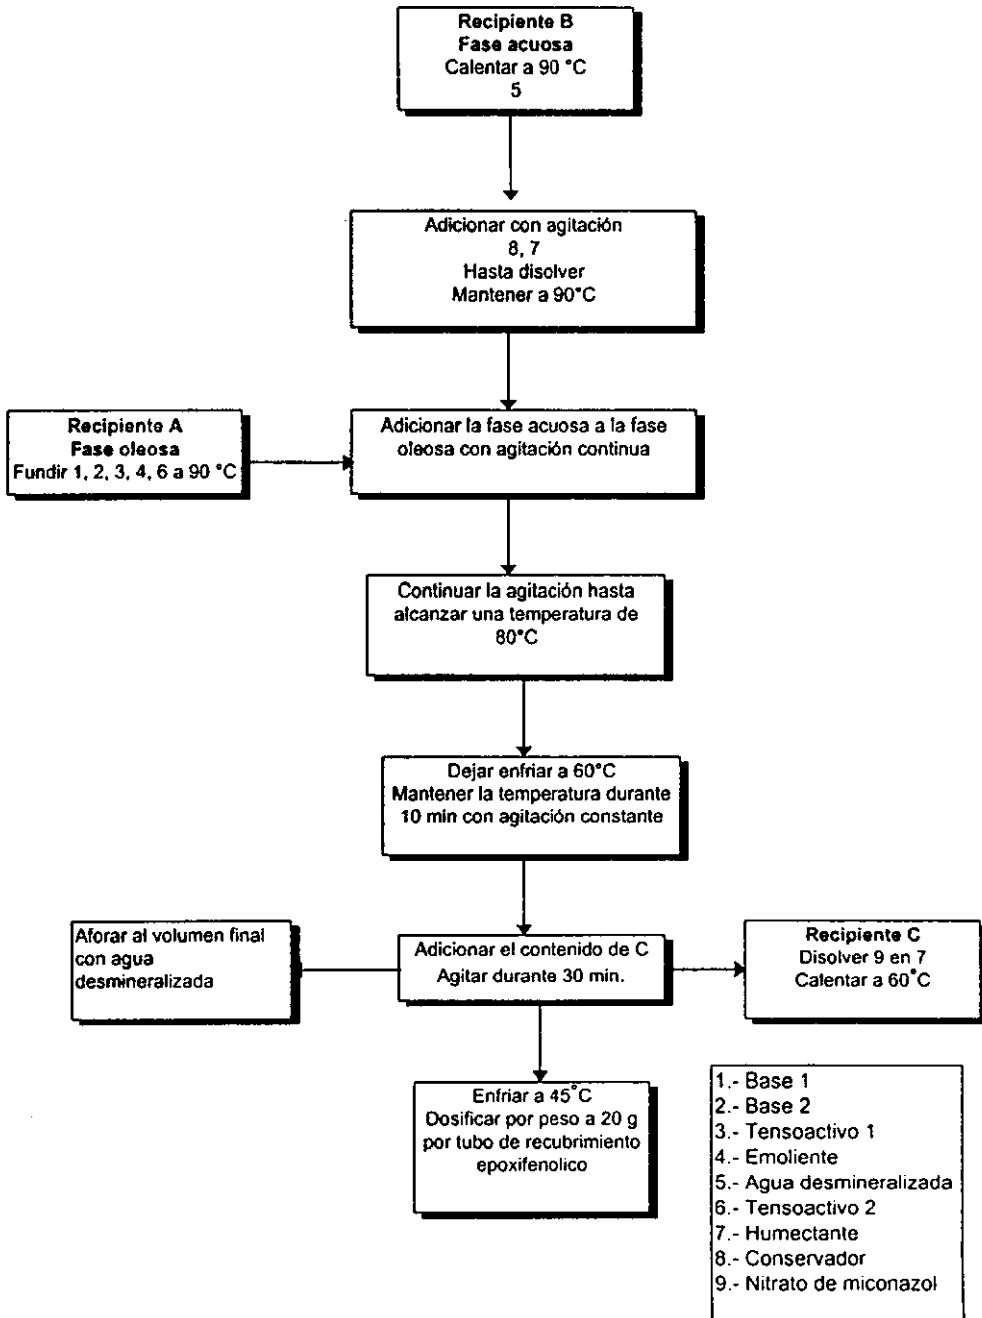 Recipiente B
Fase acuosa
Calentar a 90 °C
5
Adicionar con agitación
8, 7
Hasta disolver
Mantener a 90°C
Recipiente A
Fase oleosa
Fundir 1, 2, 3, 4, 6 a 90 °C
Adicionar la fase acuosa a la fase
oleosa con agitación continua
Continuar la agitación hasta
alcanzar una temperatura de
80°C
Dejar enfriar a 60°C
Mantener la temperatura durante
10 min con agitación constante
Aforar al volumen final
con agua
desmineralizada
Adicionar el contenido de C
Agitar durante 30 min.
Recipiente C
Disolver 9 en 7
Calentar a 60°C
Enfriar a 45°C
Dosificar por peso a 20 g
por tubo de recubrimiento
epoxifenolico
1.- Base 1
2.- Base 2
3.- Tensoactivo 1
4.- Emoliente
5.- Agua desmineralizada
6.- Tensoactivo 2
7.- Humectante
8.- Conservador
9.- Nitrato de miconazol